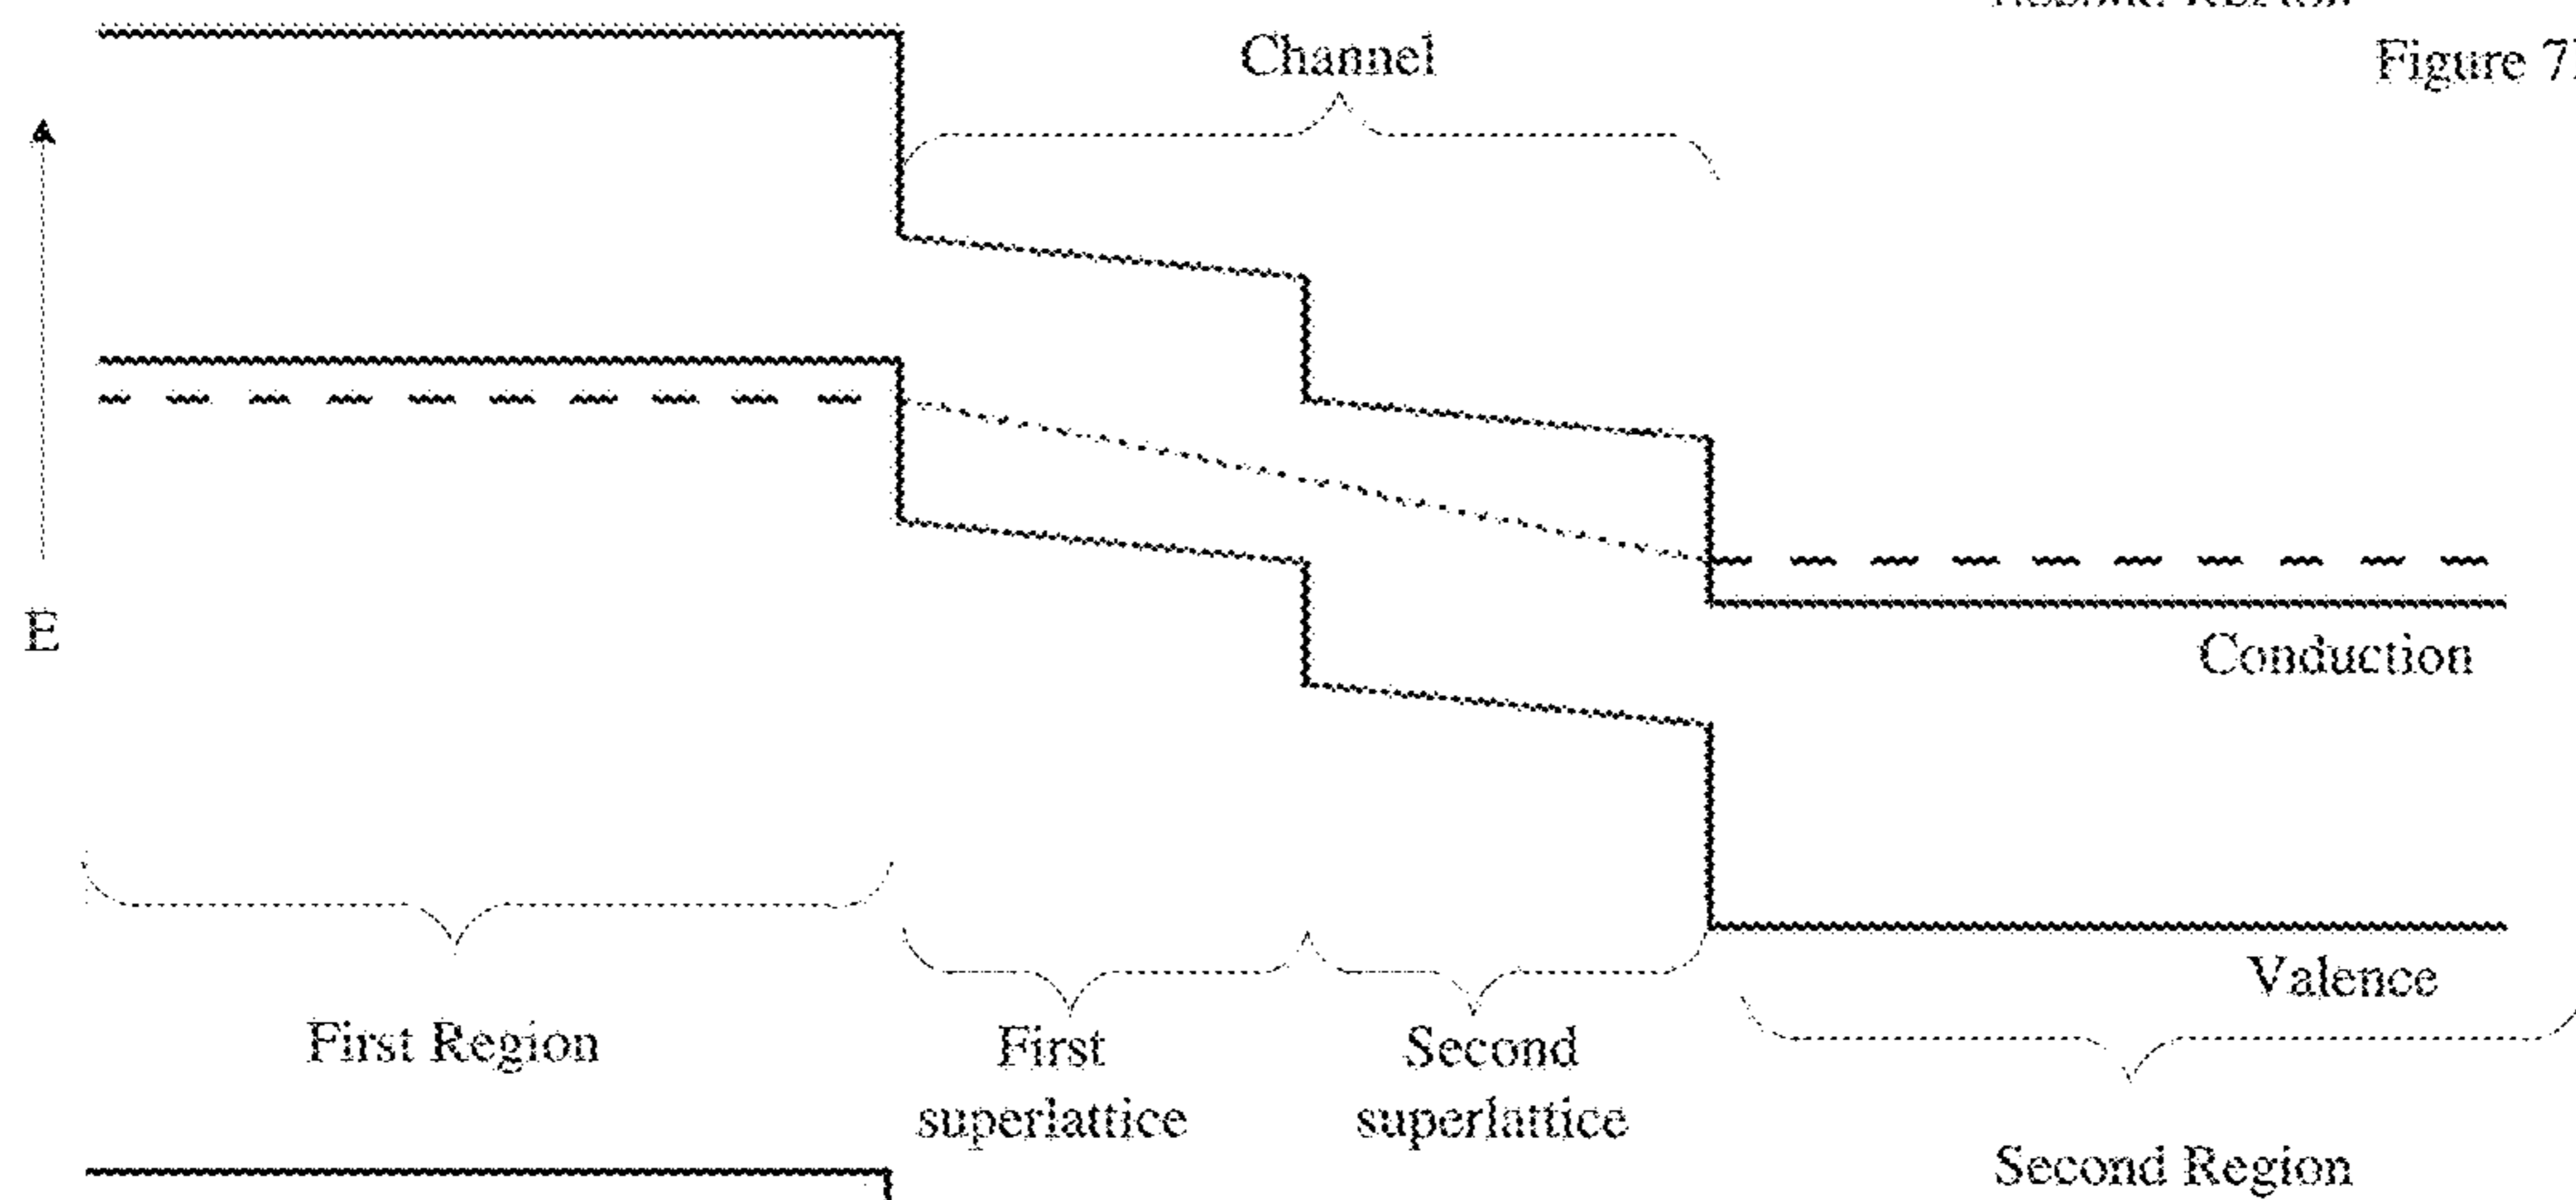 Channel
Figure 7
E
Conduction
Valence
First Region
First
superlattice
Second
superlattice
Second Region